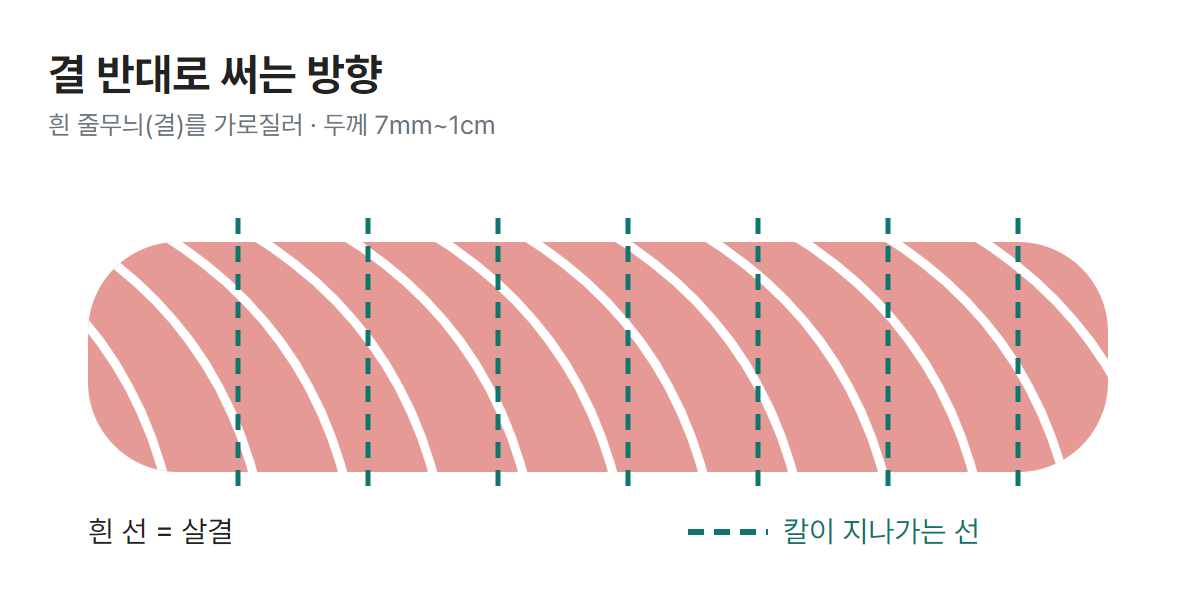 결 반대로 써는 방향
흰 줄무늬(결)를 가로질러 · 두께 7mm~1cm
흰 선 = 살결
칼이 지나가는 선